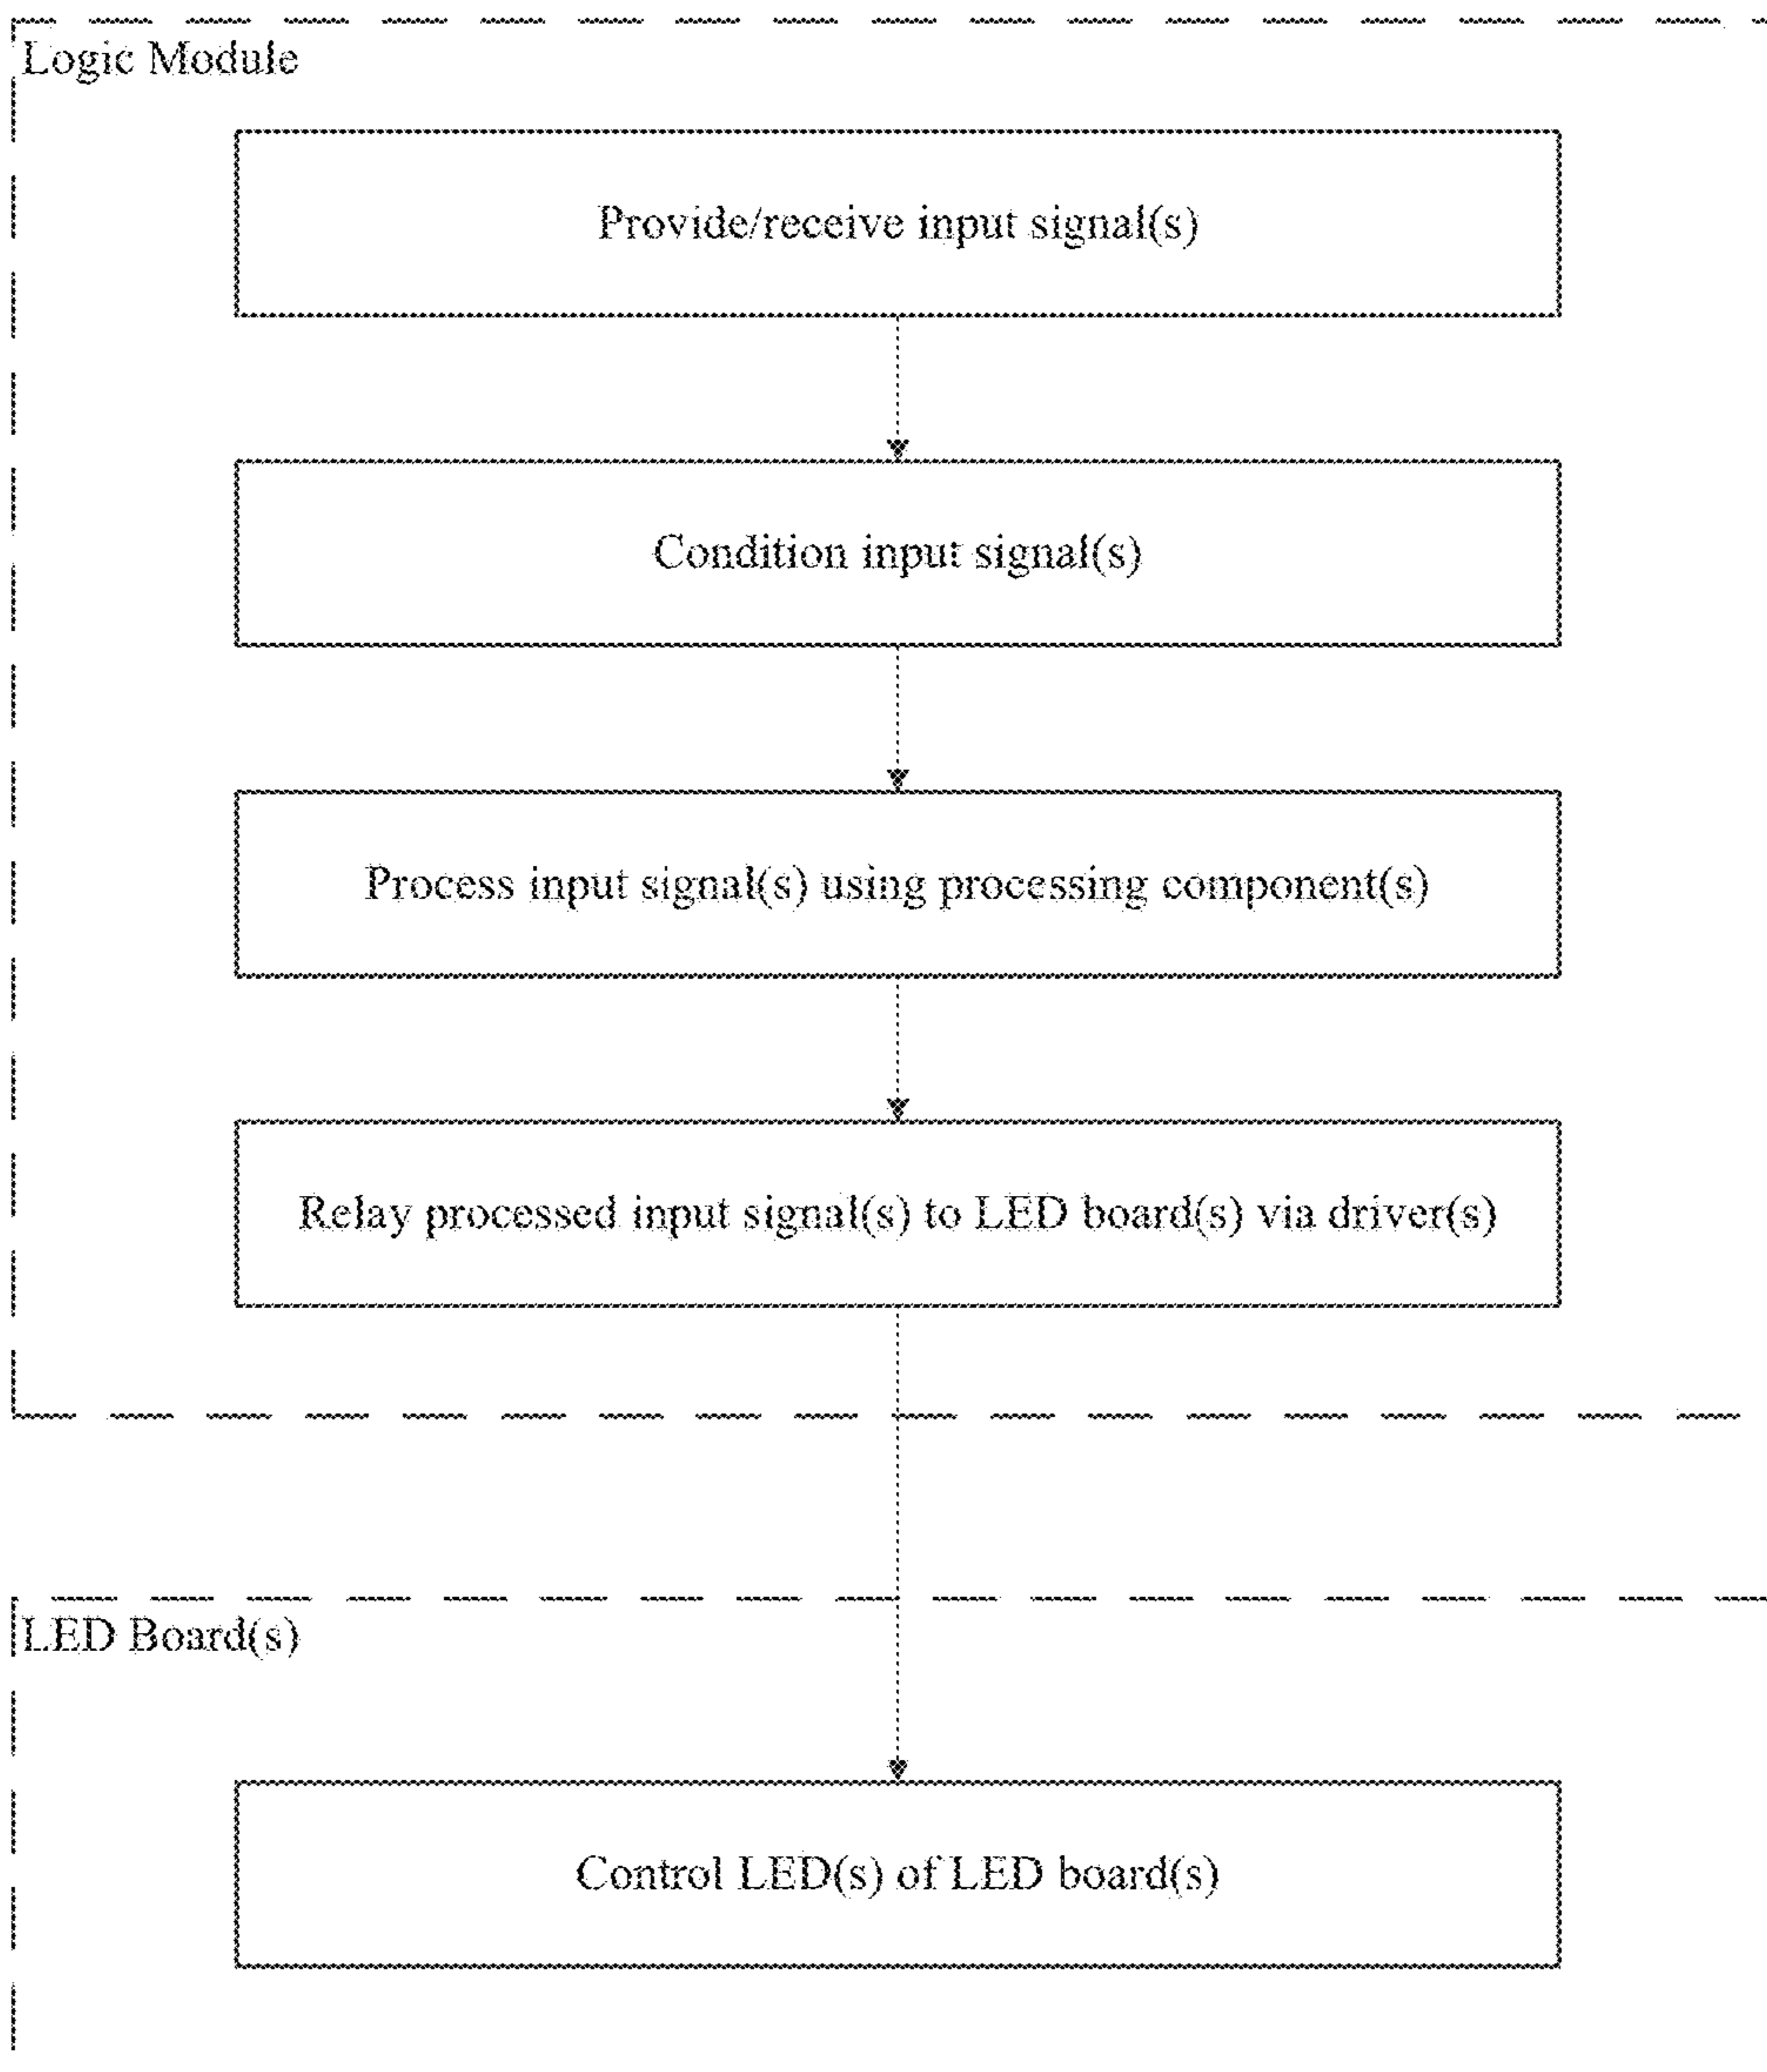 Logic Module
Provide/receive input signal(s)
Condition input signal(s)
Process input signal(s) using processing component(s)
Relay processed input signal(s) to LED board(s) via driver(s)
LED Board(s)
Control LED(s) of LED board(s)